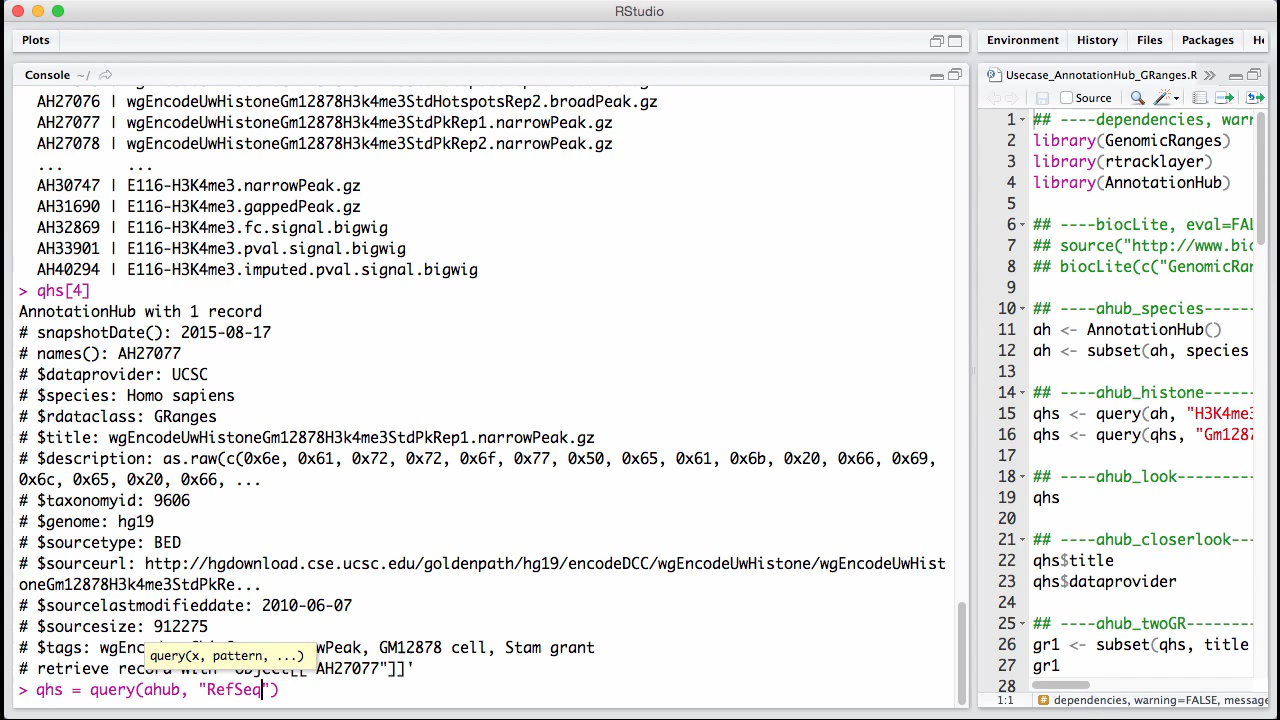 RStudio
Plots
Console ~/
AH27076 | wgEncodeUwHistoneGm12878H3k4me3StdHotspotsRep2.broadPeak.gz
AH27077 | wgEncodeUwHistoneGm12878H3k4me3StdPkRep1.narrowPeak.gz
AH27078 | wgEncodeUwHistoneGm12878H3k4me3StdPkRep2.narrowPeak.gz
... ...
AH30747 | E116-H3K4me3.narrowPeak.gz
AH31690 | E116-H3K4me3.gappedPeak.gz
AH32869 | E116-H3K4me3.fc.signal.bigwig
AH33901 | E116-H3K4me3.pval.signal.bigwig
AH40294 | E116-H3K4me3.imputed.pval.signal.bigwig
> qhs[4]
AnnotationHub with 1 record
# snapshotDate(): 2015-08-17
# names(): AH27077
# $dataprovider: UCSC
# $species: Homo sapiens
# $rdataclass: GRanges
# $title: wgEncodeUwHistoneGm12878H3k4me3StdPkRep1.narrowPeak.gz
# $description: as.raw(c(0x6e, 0x61, 0x72, 0x72, 0x6f, 0x77, 0x50, 0x65, 0x61, 0x6b, 0x20, 0x66, 0x69,
0x6c, 0x65, 0x20, 0x66, ...
# $taxonomyid: 9606
# $genome: hg19
# $sourcetype: BED
# $sourceurl: http://hgdownload.cse.ucsc.edu/goldenpath/hg19/encodeDCC/wgEncodeUwHistone/wgEncodeUwHist
oneGm12878H3k4me3StdPkRe...
# $sourcelastmodifieddate: 2010-06-07
# $sourcesize: 912275
# $tags: wgEn wPeak, GM12878 cell, Stam grant
query(x, pattern, ...)
# retrieve record with 'object[["AH27077"]]'
> qhs = query(ahub, "RefSeq")
Environment History Files Packages He
Usecase_AnnotationHub_GRanges.R
Source
1 ## ----dependencies, warr
2 library(GenomicRanges)
3 library(rtracklayer)
4 library(AnnotationHub)
5
6 ## ----biocLite, eval=FAL
7 ## source("http://www.bio
8 ## biocLite(c("GenomicRar
9
10 ## ----ahub_species------
11 ah <- AnnotationHub()
12 ah <- subset(ah, species
13
14 ## ----ahub_histone------
15 qhs <- query(ah, "H3K4me3
16 qhs <- query(qhs, "Gm1287
17
18 ## ----ahub_look---------
19 qhs
20
21 ## ----ahub_closerlook---
22 qhs$title
23 qhs$dataprovider
24
25 ## ----ahub_twoGR--------
26 gr1 <- subset(qhs, title
27 gr1
28
1:1 dependencies, warning=FALSE, message